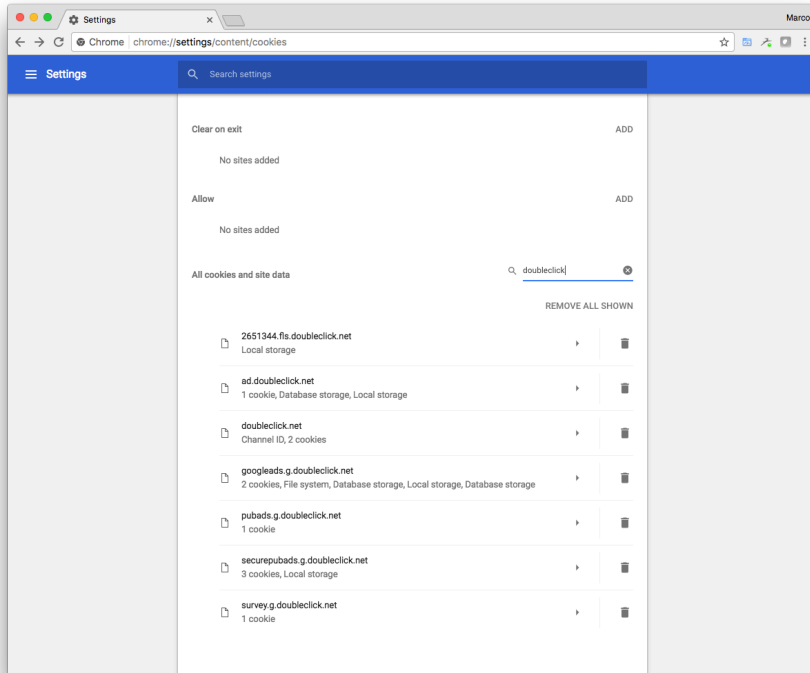 Settings
Marco
Chrome chrome://settings/content/cookies
Settings
Search settings
Clear on exit ADD
No sites added
Allow ADD
No sites added
All cookies and site data doubleclick
REMOVE ALL SHOWN
2651344.fls.doubleclick.net
Local storage
ad.doubleclick.net
1 cookie, Database storage, Local storage
doubleclick.net
Channel ID, 2 cookies
googleads.g.doubleclick.net
2 cookies, File system, Database storage, Local storage, Database storage
pubads.g.doubleclick.net
1 cookie
securepubads.g.doubleclick.net
3 cookies, Local storage
survey.g.doubleclick.net
1 cookie